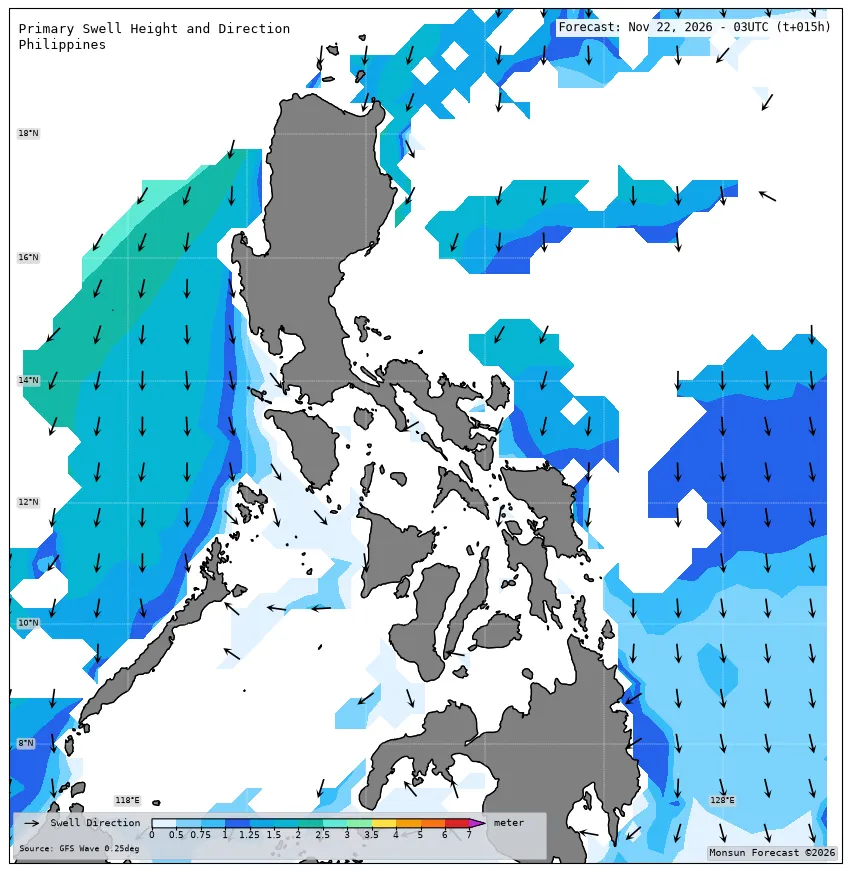 Primary Swell Height and Direction
Philippines
Forecast: Nov 22, 2026 - 03UTC (t+015h)
18°N
16°N
14°N
12°N
10°N
8°N
118°E
128°E
Swell Direction
0 0.5 0.75 1 1.25 1.5 2 2.5 3 3.5 4 5 6 7
meter
Source: GFS Wave 0.25deg
Monsun Forecast ©2026